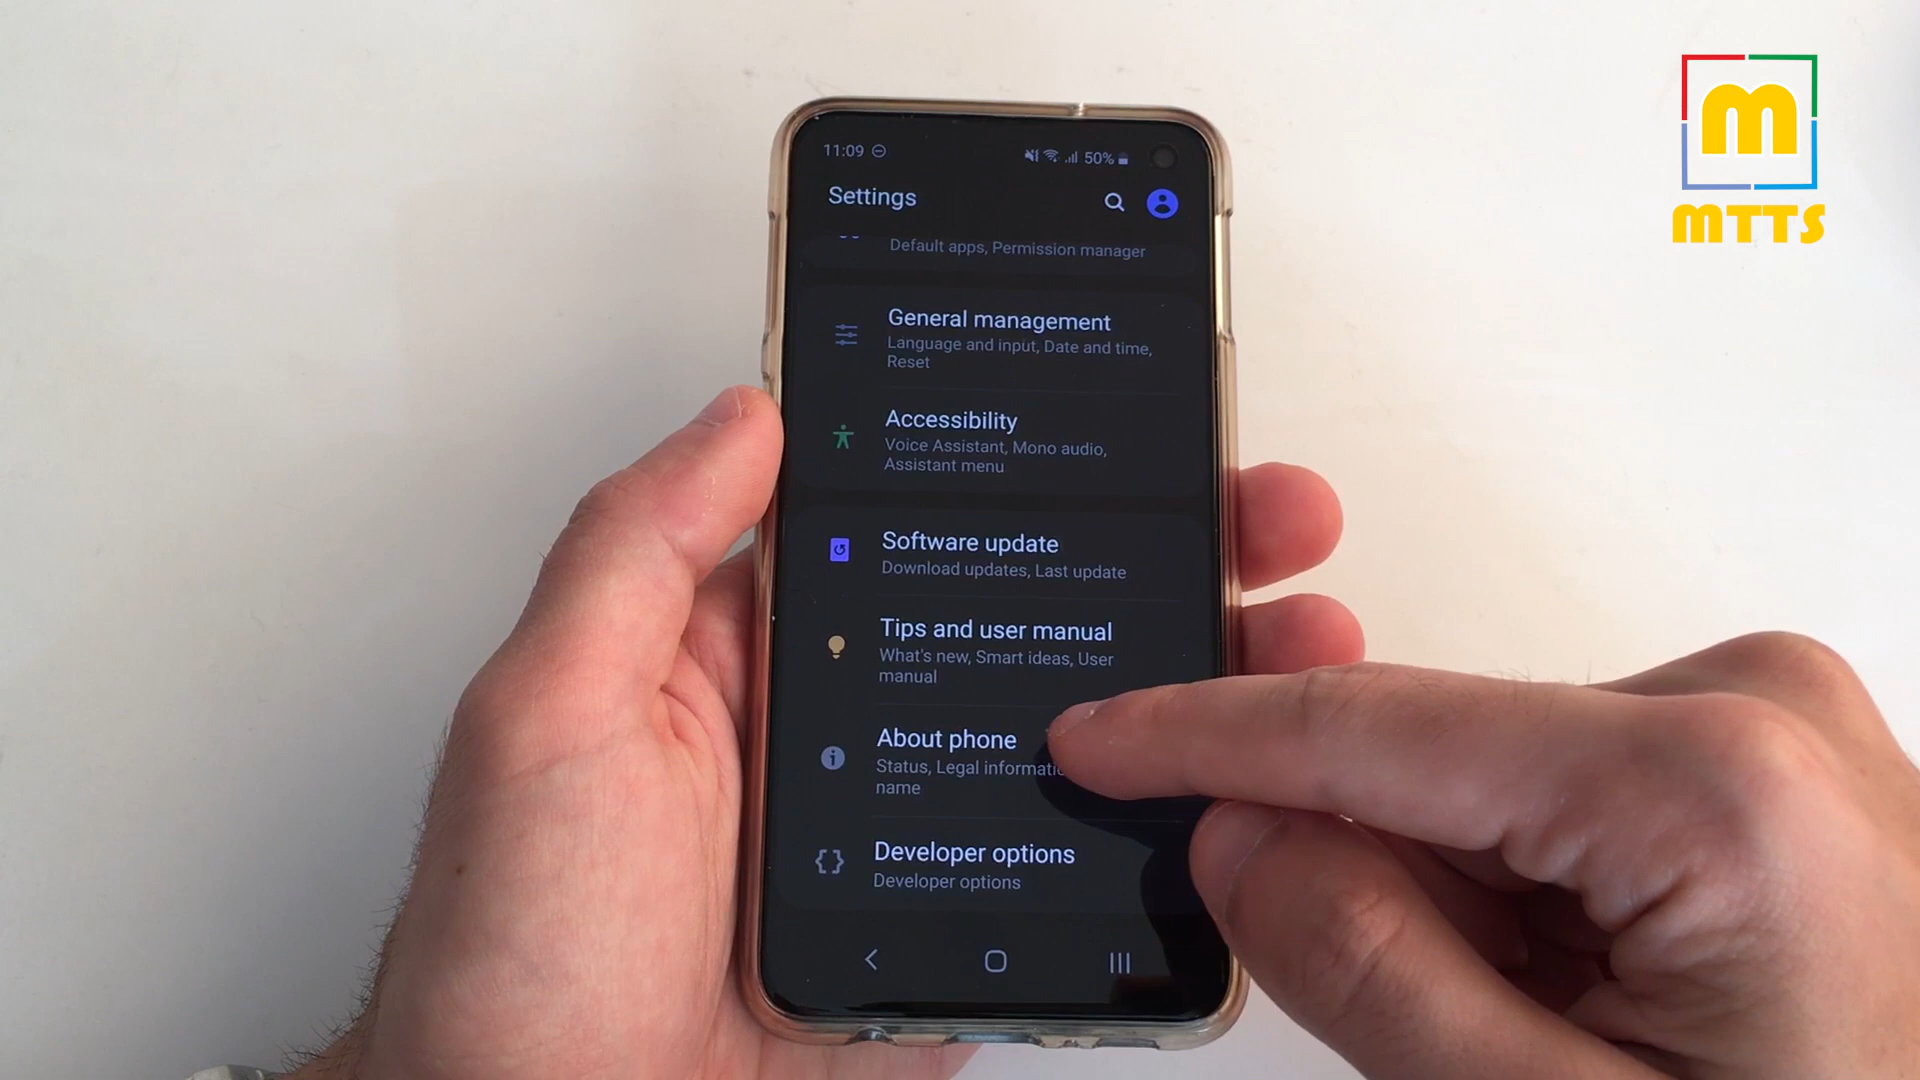 11:09
50%
Settings
Default apps, Permission manager
General management
Language and input, Date and time,
Reset
Accessibility
Voice Assistant, Mono audio,
Assistant menu
Software update
Download updates, Last update
Tips and user manual
What's new, Smart ideas, User
manual
About phone
Status, Legal
name
Developer options
Developer options
m
MTTS